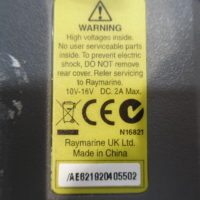 WARNING
High voltages inside.
No user serviceable parts
inside. To prevent electric
shock, DO NOT remove
rear cover. Refer servicing
to Raymarine.
10V-16V DC. 2A Max.
CE
N16821
Raymarine UK Ltd.
Made in China
/AE621820405502